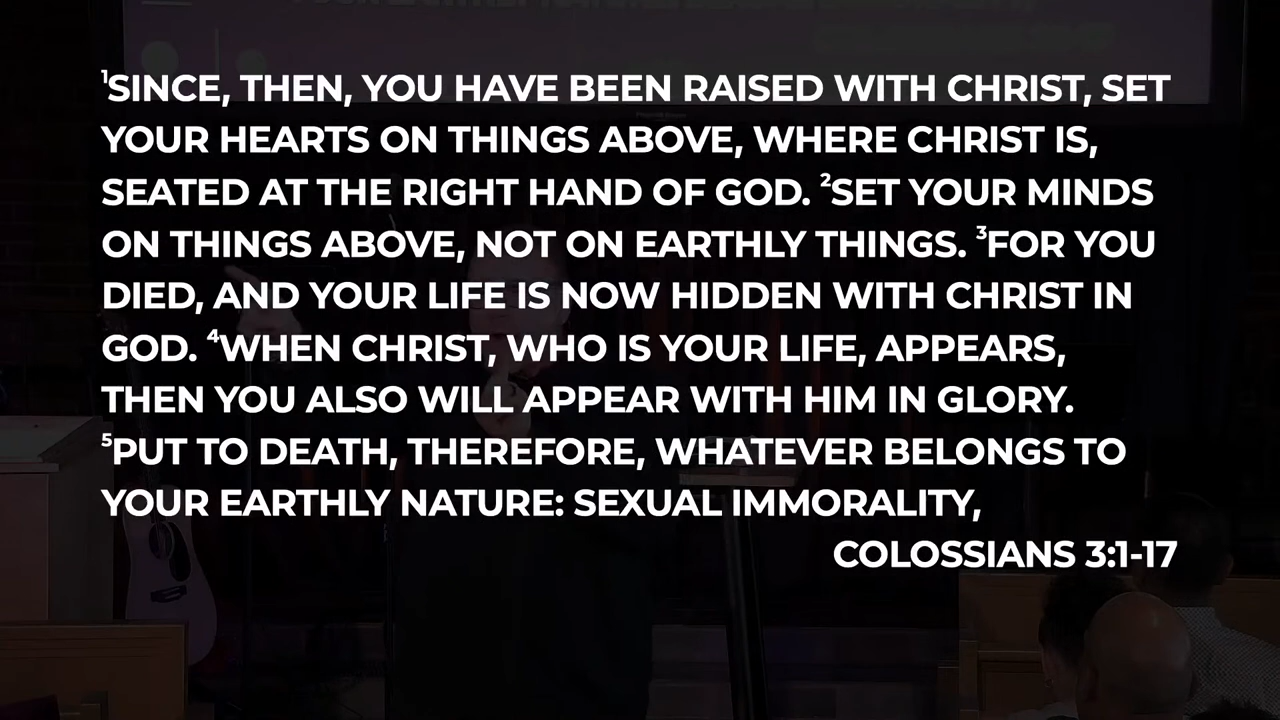 ¹SINCE, THEN, YOU HAVE BEEN RAISED WITH CHRIST, SET
YOUR HEARTS ON THINGS ABOVE, WHERE CHRIST IS,
SEATED AT THE RIGHT HAND OF GOD. ²SET YOUR MINDS
ON THINGS ABOVE, NOT ON EARTHLY THINGS. ³FOR YOU
DIED, AND YOUR LIFE IS NOW HIDDEN WITH CHRIST IN
GOD. ⁴WHEN CHRIST, WHO IS YOUR LIFE, APPEARS,
THEN YOU ALSO WILL APPEAR WITH HIM IN GLORY.
⁵PUT TO DEATH, THEREFORE, WHATEVER BELONGS TO
YOUR EARTHLY NATURE: SEXUAL IMMORALITY,
COLOSSIANS 3:1-17